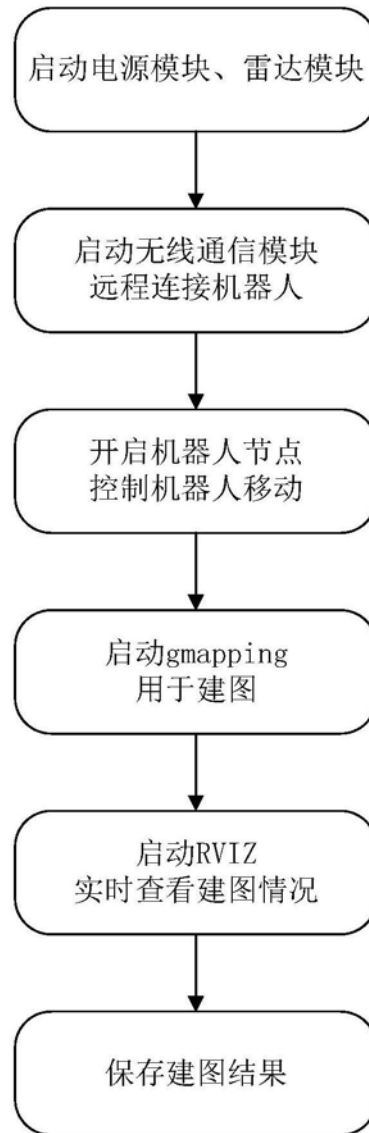 启动电源模块、雷达模块
启动无线通信模块
远程连接机器人
开启机器人节点
控制机器人移动
启动gmapping
用于建图
启动RVIZ
实时查看建图情况
保存建图结果